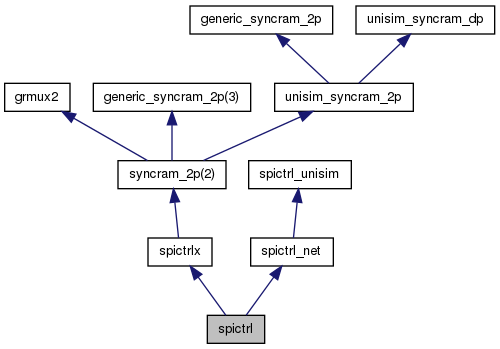 generic_syncram_2p
unisim_syncram_dp
grmux2
generic_syncram_2p(3)
unisim_syncram_2p
syncram_2p(2)
spictrl_unisim
spictrlx
spictrl_net
spictrl